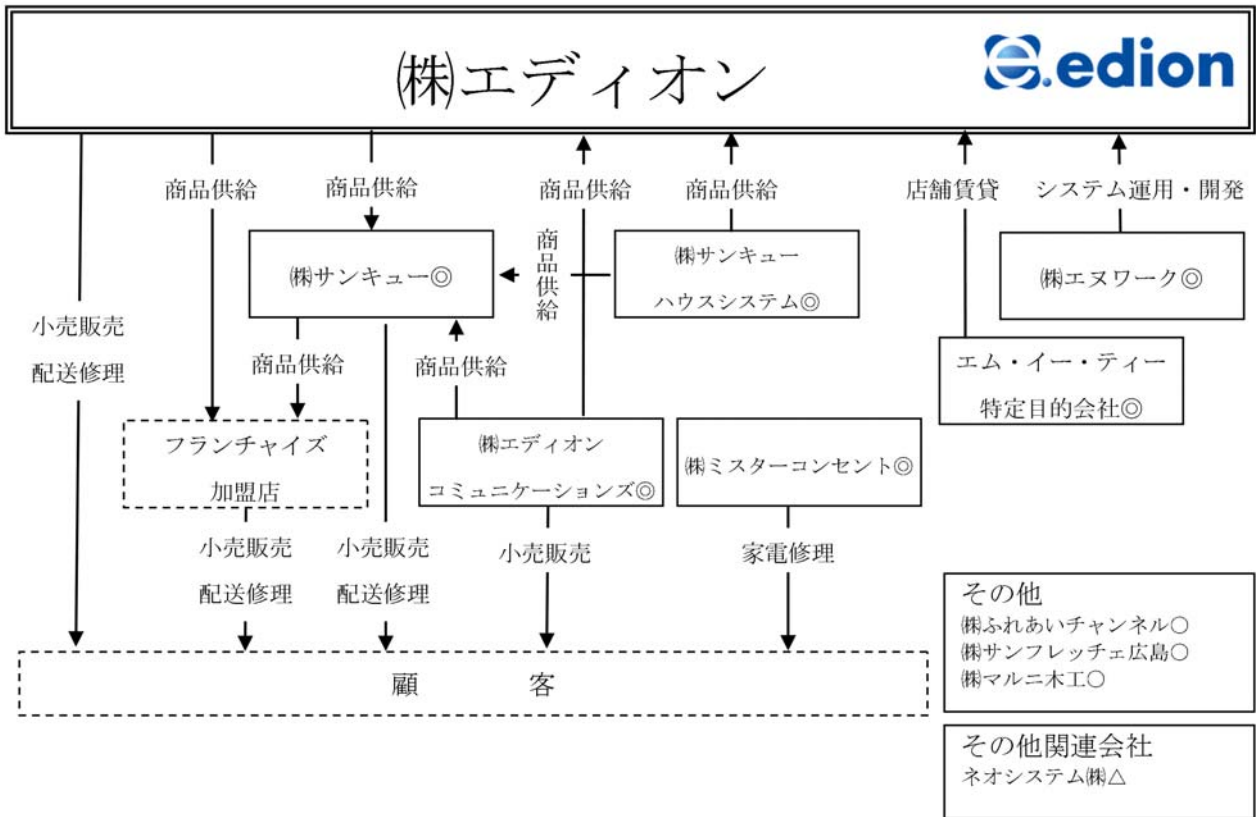 ㈱エディオン
e.edion
商品供給
商品供給
商品供給
商品供給
店舗賃貸
システム運用・開発
㈱サンキュー◎
商品供給
㈱サンキュー
ハウスシステム◎
㈱エヌワーク◎
小売販売
配送修理
商品供給
商品供給
エム・イー・ティー
特定目的会社◎
フランチャイズ
加盟店
㈱エディオン
コミュニケーションズ◎
㈱ミスターコンセント◎
小売販売
配送修理
小売販売
配送修理
小売販売
家電修理
顧 客
その他
㈱ふれあいチャンネル○
㈱サンフレッチェ広島○
㈱マルニ木工○
その他関連会社
ネオシステム㈱△